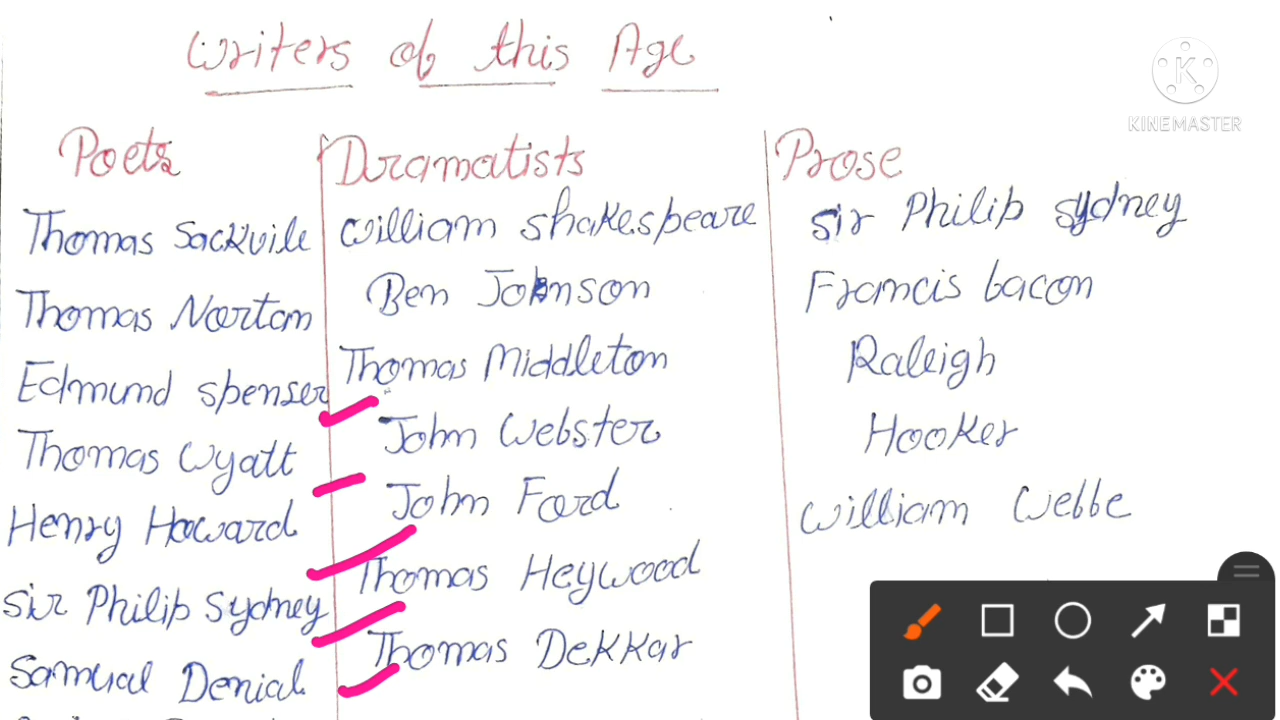 Writers of this Age
KINEMASTER
Poets
Thomas Sackvile
Thomas Norton
Edmund spenser
Thomas Wyatt
Henry Howard
Sir Philip Sydney
Samual Denial
Dramatists
William Shakespeare
Ben Johnson
Thomas Middleton
John Webster
John Ford
Thomas Heywood
Thomas Dekkar
Prose
Sir Philip Sydney
Francis bacon
Raleigh
Hooker
William Webbe